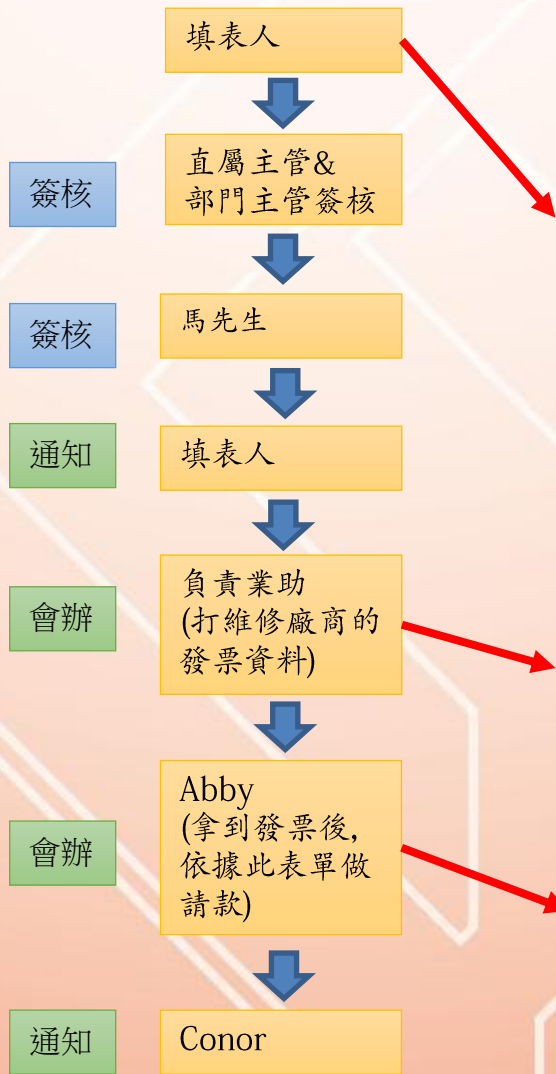 填表人
直屬主管&
部門主管簽核
簽核
馬先生
簽核
填表人
通知
負責業助
(打維修廠商的
發票資料)
會辦
Abby
(拿到發票後,
依據此表單做
請款)
會辦
Conor
通知